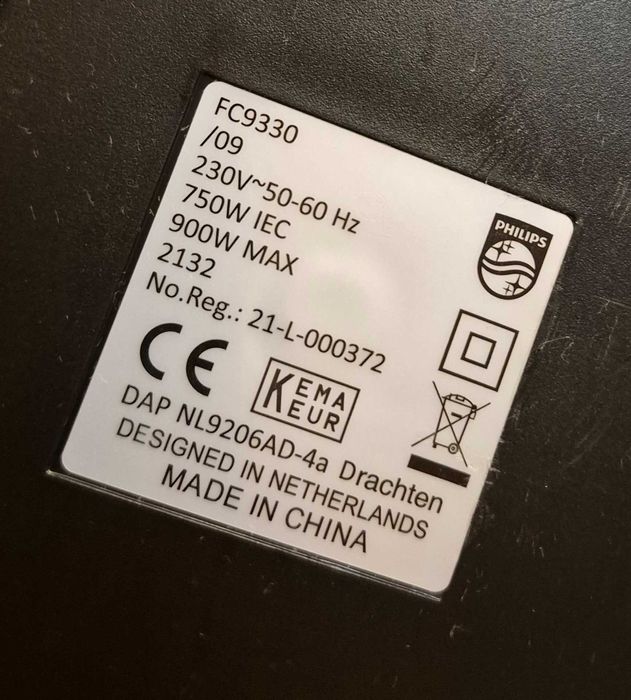 FC9330
/09
230V~50-60 Hz
750W IEC
900W MAX
2132
No.Reg.: 21-L-000372
PHILIPS
CE
KEMA
KEUR
DAP NL9206AD-4a Drachten
DESIGNED IN NETHERLANDS
MADE IN CHINA